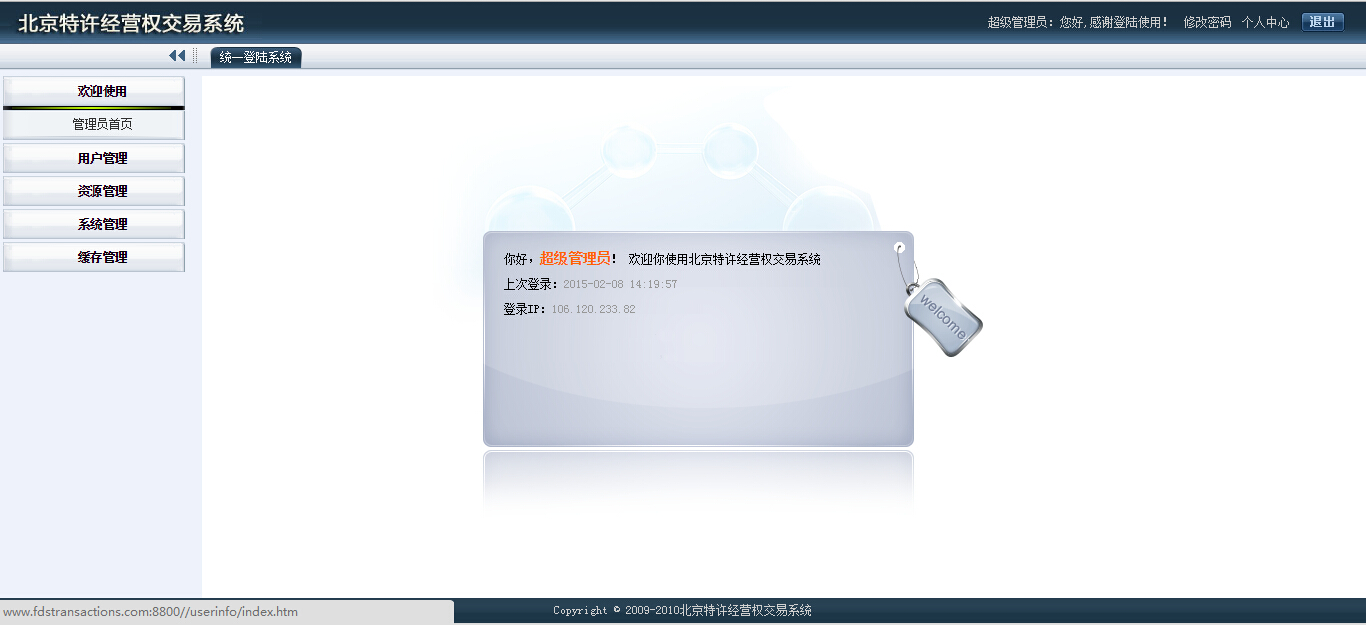 北京特许经营权交易系统
超级管理员：您好,感谢登陆使用！ 修改密码 个人中心 退出
统一登陆系统
欢迎使用
管理员首页
用户管理
资源管理
系统管理
缓存管理
你好，超级管理员！ 欢迎你使用北京特许经营权交易系统
上次登录：2015-02-08 14:19:57
登录IP：106.120.233.82
welcome
www.fdstransactions.com:8800//userinfo/index.htm
Copyright © 2009-2010北京特许经营权交易系统